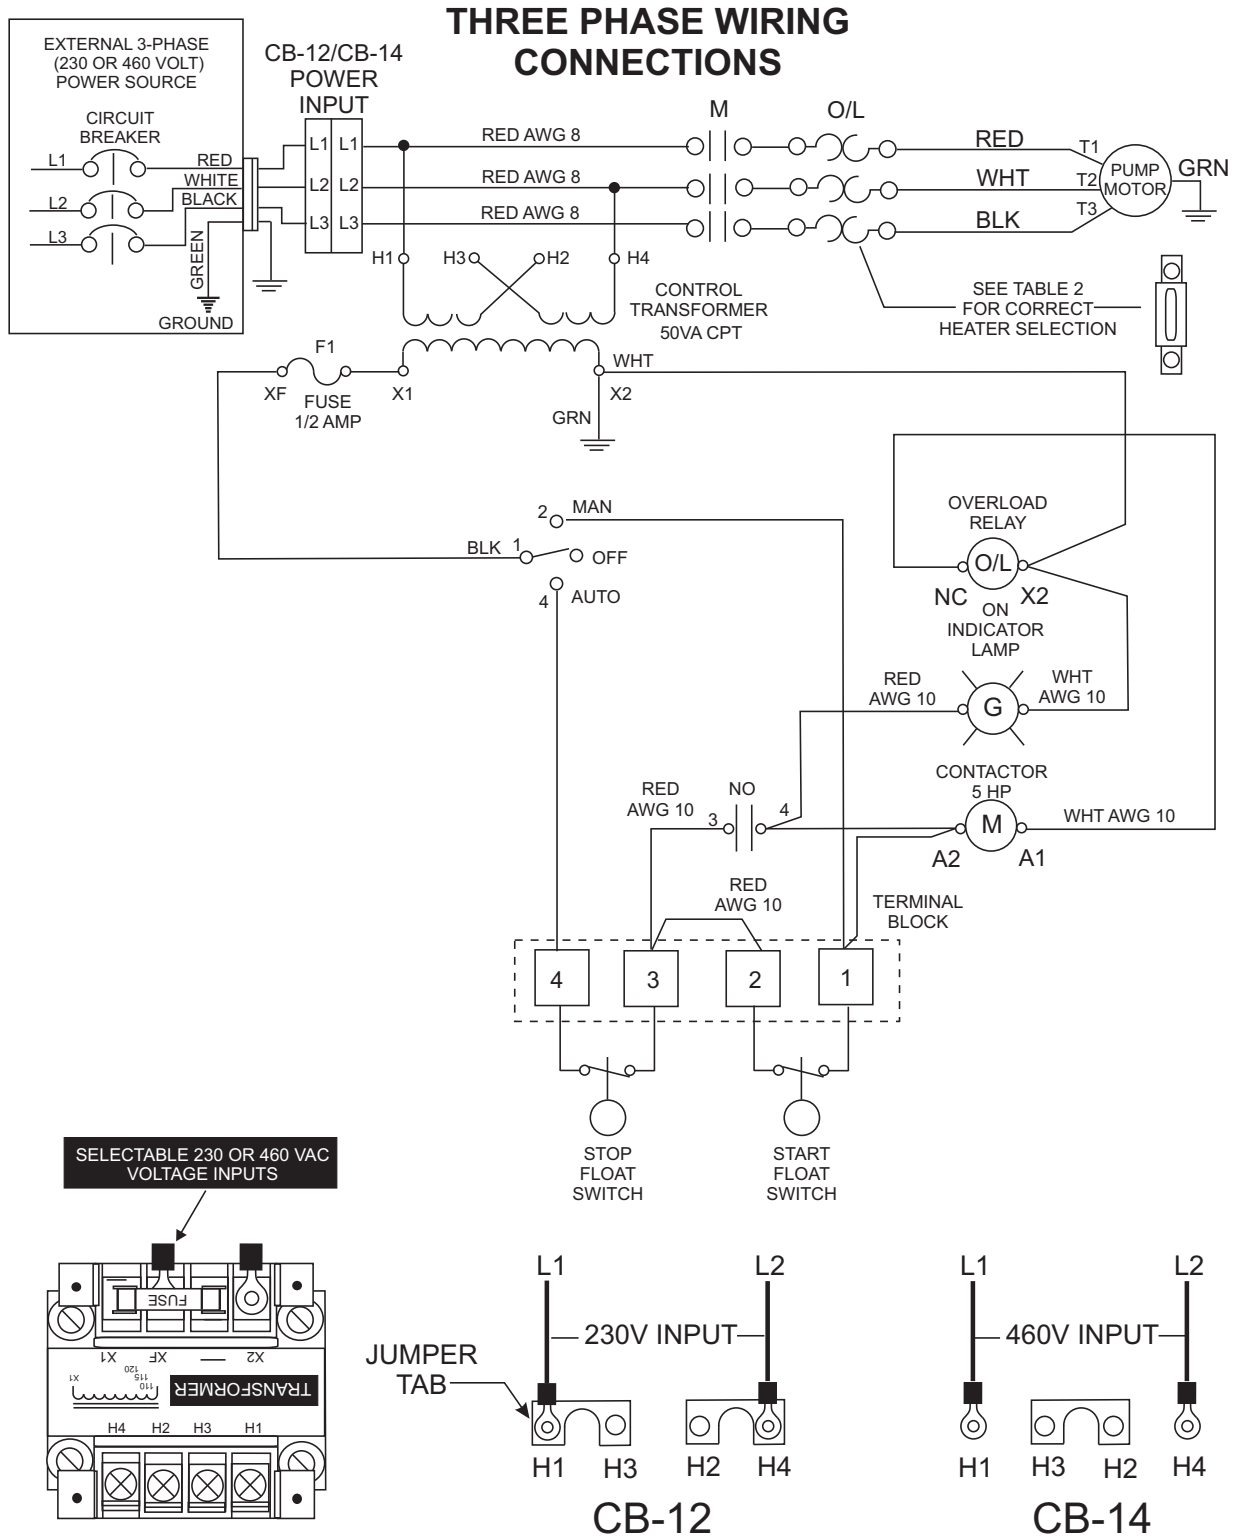 THREE PHASE WIRING
CONNECTIONS
EXTERNAL 3-PHASE
(230 OR 460 VOLT)
POWER SOURCE
CIRCUIT
BREAKER
L1
L2
L3
RED
WHITE
BLACK
GREEN
GROUND
CB-12/CB-14
POWER
INPUT
L1 L1
L2 L2
L3 L3
RED AWG 8
RED AWG 8
RED AWG 8
M
O/L
RED
WHT
BLK
T1
T2
T3
PUMP
MOTOR
GRN
H1
H3
H2
H4
CONTROL
TRANSFORMER
50VA CPT
SEE TABLE 2
FOR CORRECT
HEATER SELECTION
F1
XF
FUSE
1/2 AMP
X1
X2
WHT
GRN
2
MAN
BLK
1
OFF
4
AUTO
OVERLOAD
RELAY
O/L
NC
X2
ON
INDICATOR
LAMP
RED
AWG 10
G
WHT
AWG 10
CONTACTOR
5 HP
M
A2
A1
WHT AWG 10
RED
AWG 10
NO
3
4
RED
AWG 10
TERMINAL
BLOCK
4
3
2
1
STOP
FLOAT
SWITCH
START
FLOAT
SWITCH
SELECTABLE 230 OR 460 VAC
VOLTAGE INPUTS
FUSE
X1
XF
X2
X1
110
115
120
TRANSFORMER
H4
H2
H3
H1
L1
L2
230V INPUT
JUMPER
TAB
H1
H3
H2
H4
CB-12
L1
L2
460V INPUT
H1
H3
H2
H4
CB-14